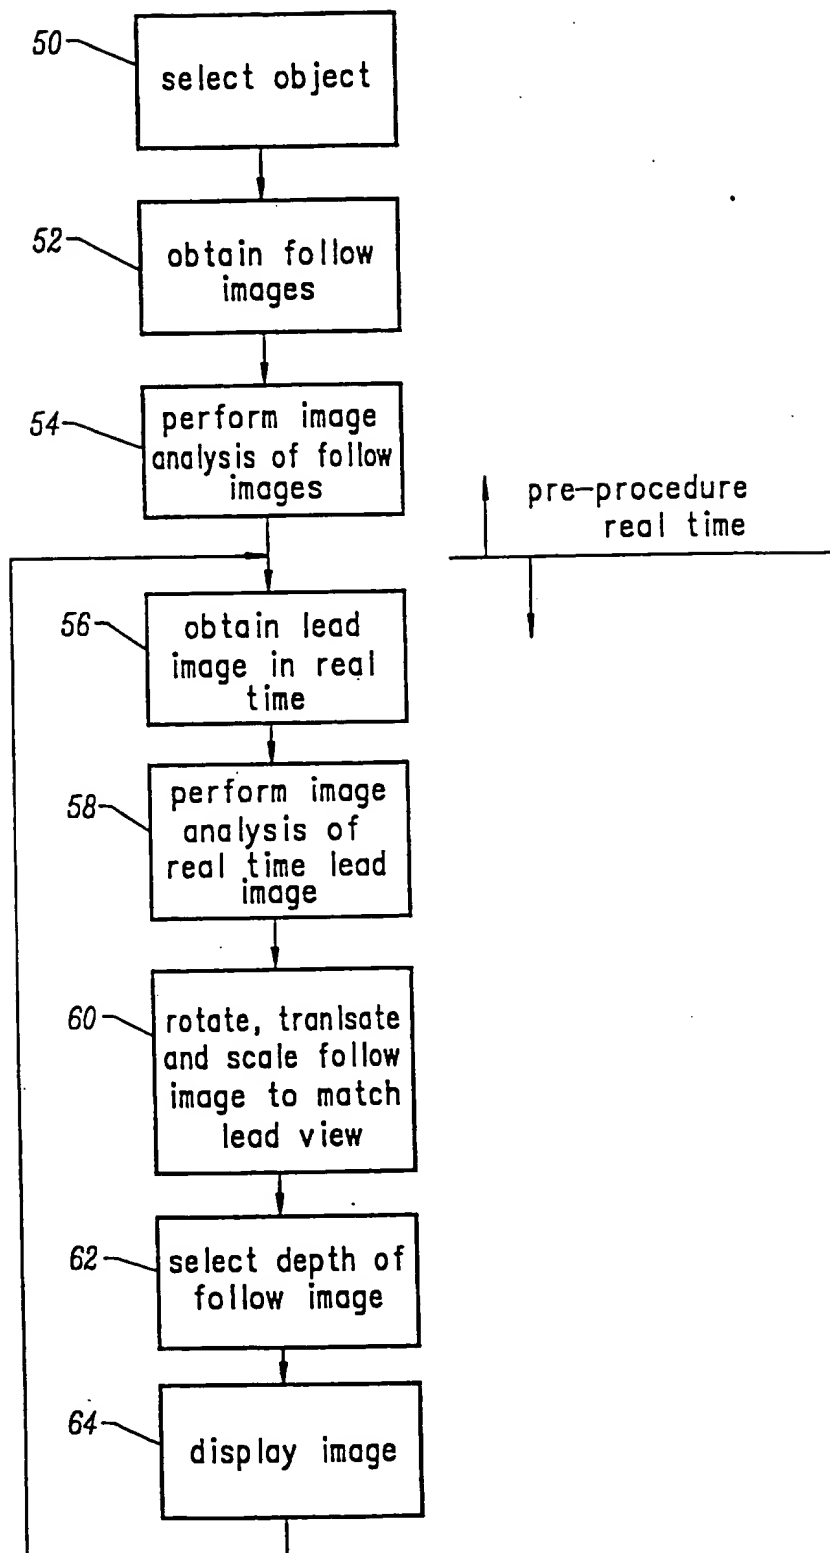 50
select object
52
obtain follow
images
54
perform image
analysis of follow
images
pre-procedure
real time
56
obtain lead
image in real
time
58
perform image
analysis of
real time lead
image
60
rotate, tranlsate
and scale follow
image to match
lead view
62
select depth of
follow image
64
display image